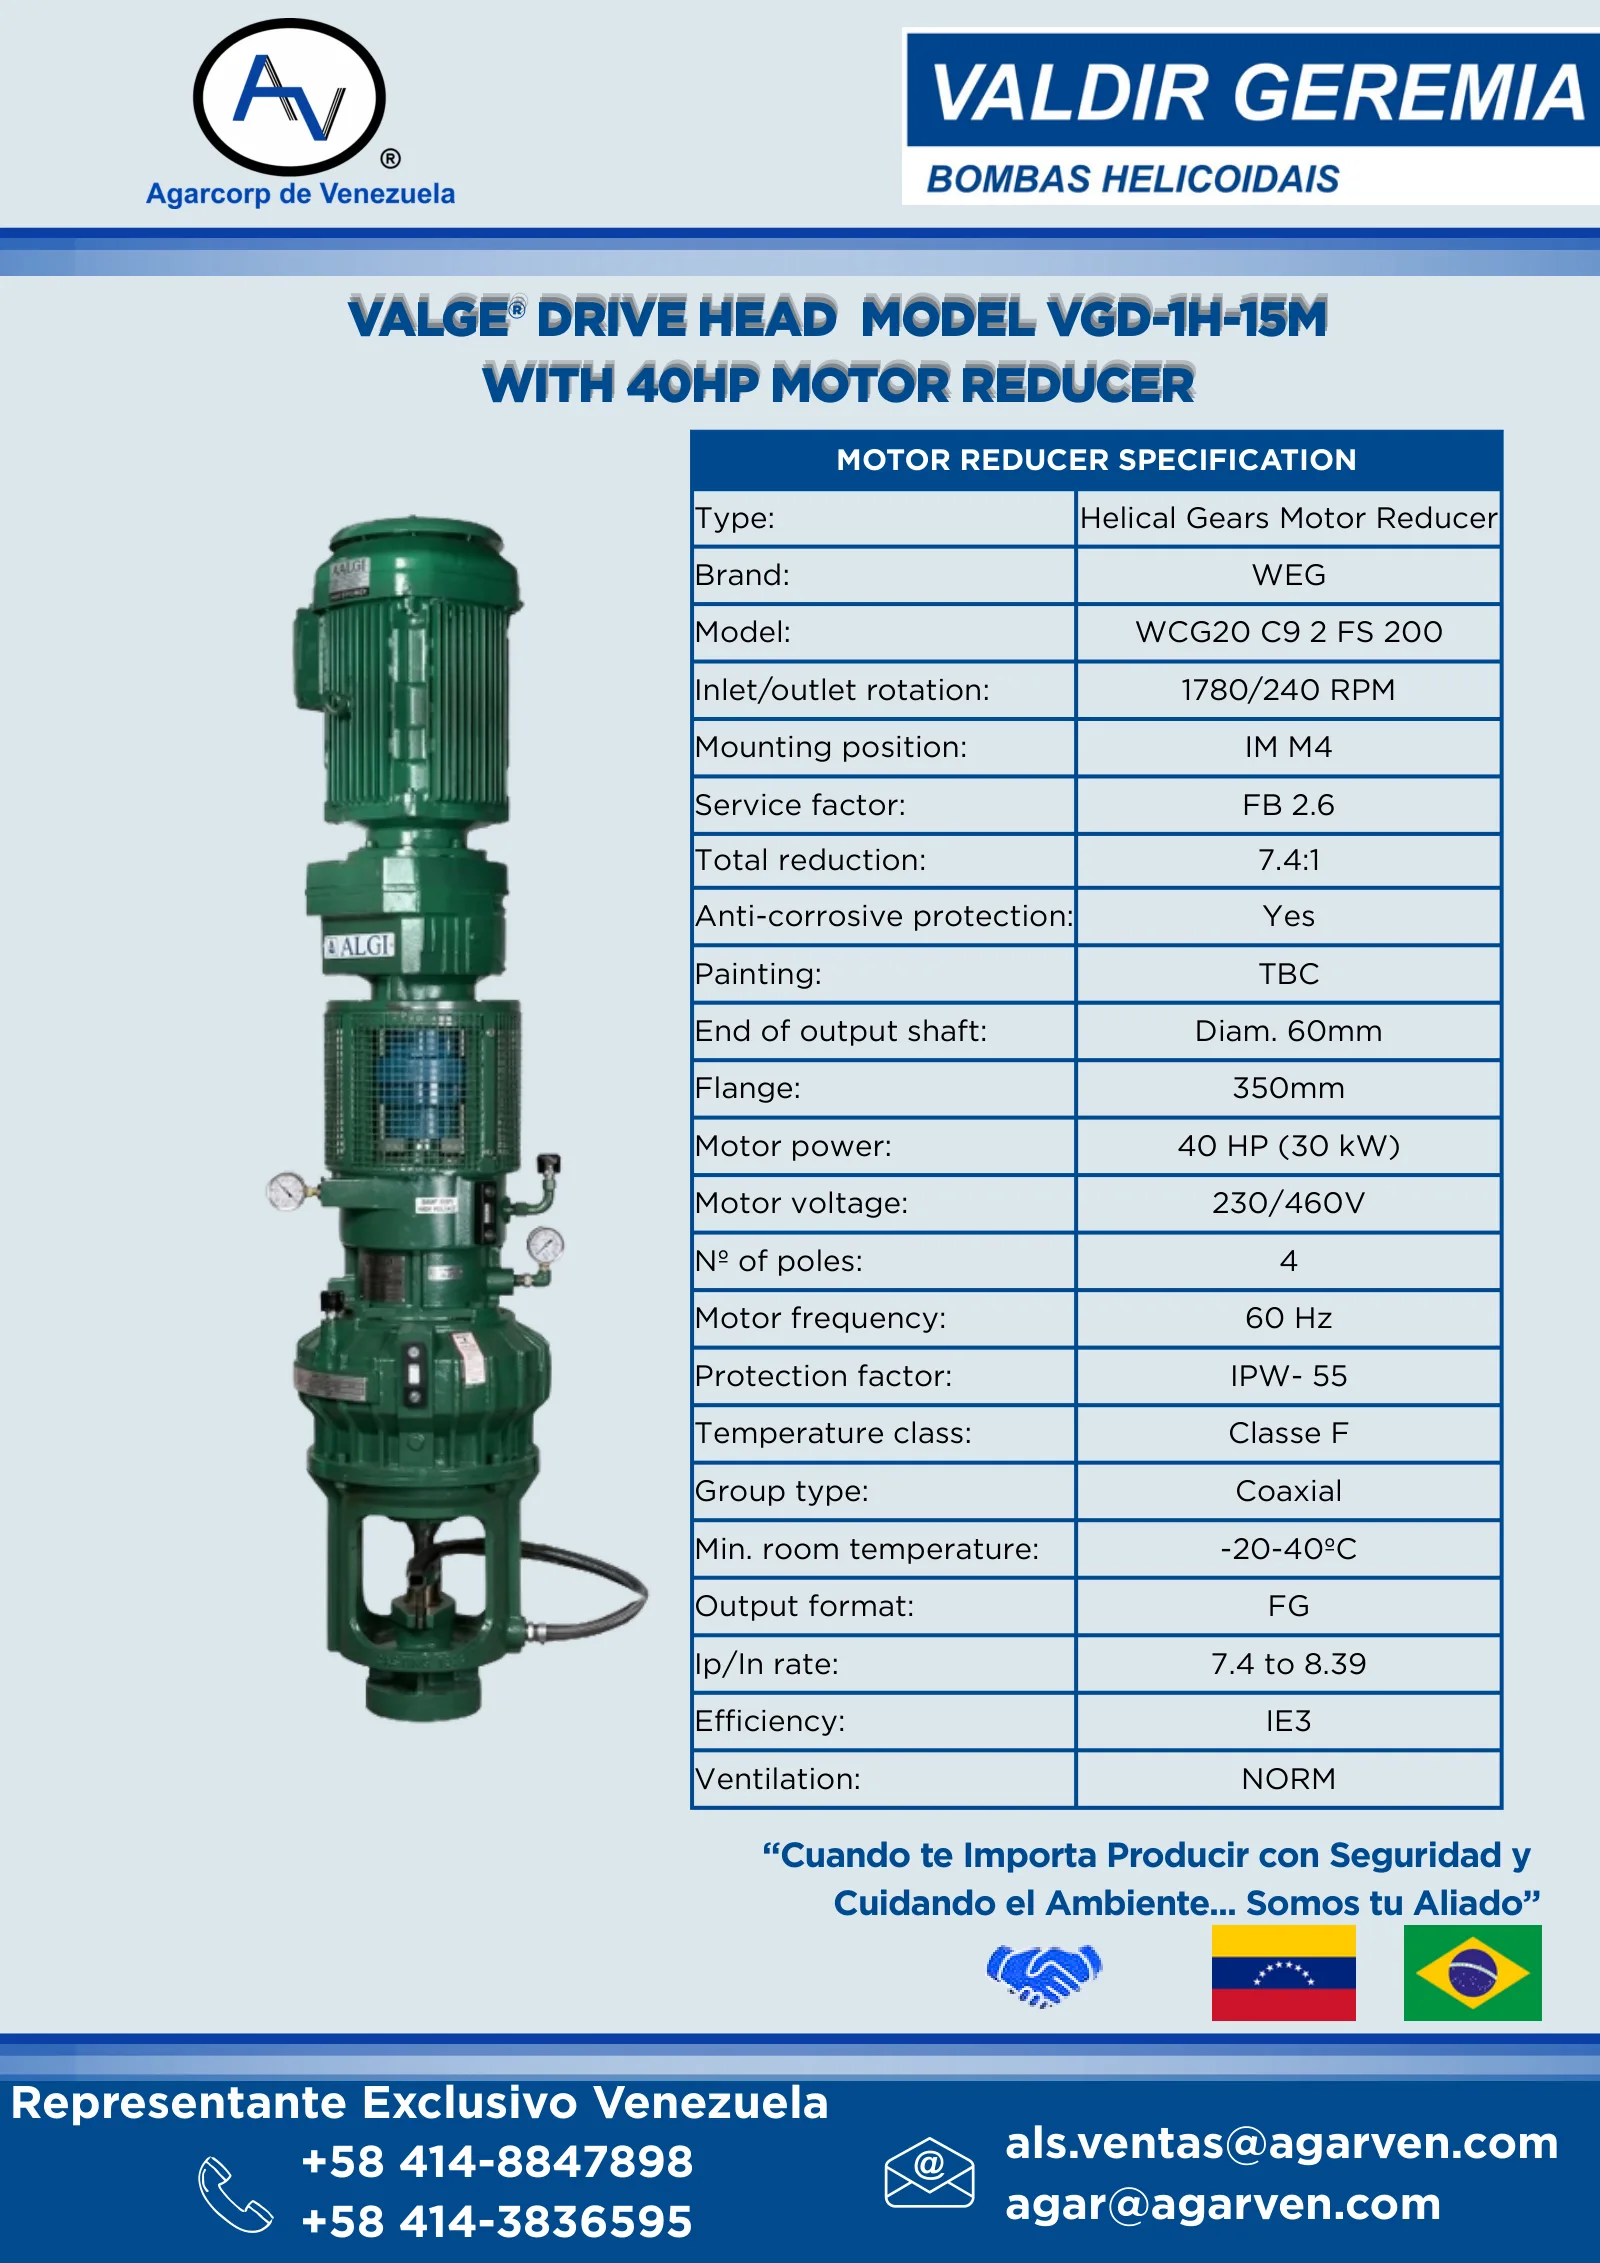 AV
®
Agarcorp de Venezuela
VALDIR GEREMIA
BOMBAS HELICOIDAIS
VALGE® DRIVE HEAD MODEL VGD-1H-15M
WITH 40HP MOTOR REDUCER
MOTOR REDUCER SPECIFICATION
Type: Helical Gears Motor Reducer
Brand: WEG
Model: WCG20 C9 2 FS 200
Inlet/outlet rotation: 1780/240 RPM
Mounting position: IM M4
Service factor: FB 2.6
Total reduction: 7.4:1
Anti-corrosive protection: Yes
Painting: TBC
End of output shaft: Diam. 60mm
Flange: 350mm
Motor power: 40 HP (30 kW)
Motor voltage: 230/460V
Nº of poles: 4
Motor frequency: 60 Hz
Protection factor: IPW- 55
Temperature class: Classe F
Group type: Coaxial
Min. room temperature: -20-40ºC
Output format: FG
Ip/In rate: 7.4 to 8.39
Efficiency: IE3
Ventilation: NORM
ALGI
“Cuando te Importa Producir con Seguridad y
Cuidando el Ambiente... Somos tu Aliado”
Representante Exclusivo Venezuela
+58 414-8847898
+58 414-3836595
@
als.ventas@agarven.com
agar@agarven.com